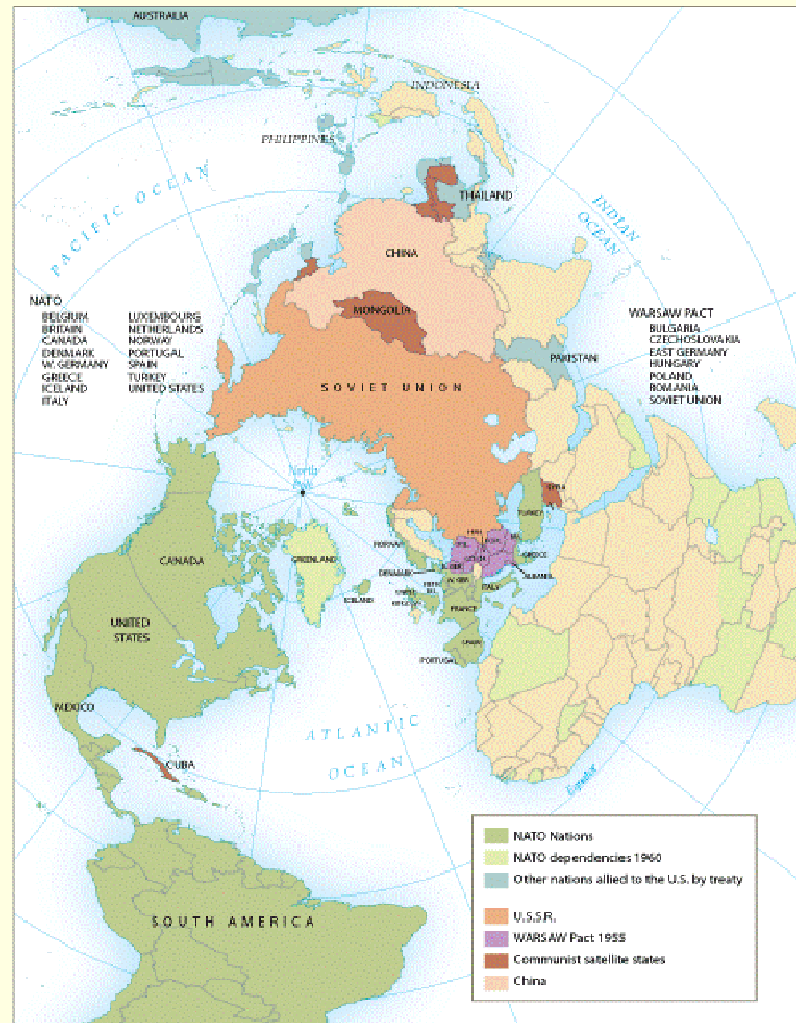 AUSTRAILIA
INDONESIA
PHILIPPINES
THAILAND
PACIFIC OCEAN
INDIAN
OCEAN
CHINA
MONGOLIA
NATO
BELGIUM
BRITAIN
CANADA
DENMARK
W. GERMANY
GREECE
ICELAND
ITALY
LUXEMBOURG
NETHERLANDS
NORWAY
PORTUGAL
SPAIN
TURKEY
UNITED STATES
WARSAW PACT
BULGARIA
CZECHOSLOVAKIA
EAST GERMANY
HUNGARY
POLAND
ROMANIA
SOVIET UNION
PAKISTAN
SOVIET UNION
North
SYRIA
TURKEY
CANADA
GREENLAND
NORWAY
GREECE
DENMARK
ALBANIA
ICELAND
ITALY
UNITED
STATES
FRANCE
SPAIN
PORTUGAL
MEXICO
ATLANTIC
OCEAN
CUBA
Equator
SOUTH AMERICA
NATO Nations
NATO dependencies 1960
Other nations allied to the U.S. by treaty
U.S.S.R.
WARSAW Pact 1955
Communist satellite states
China